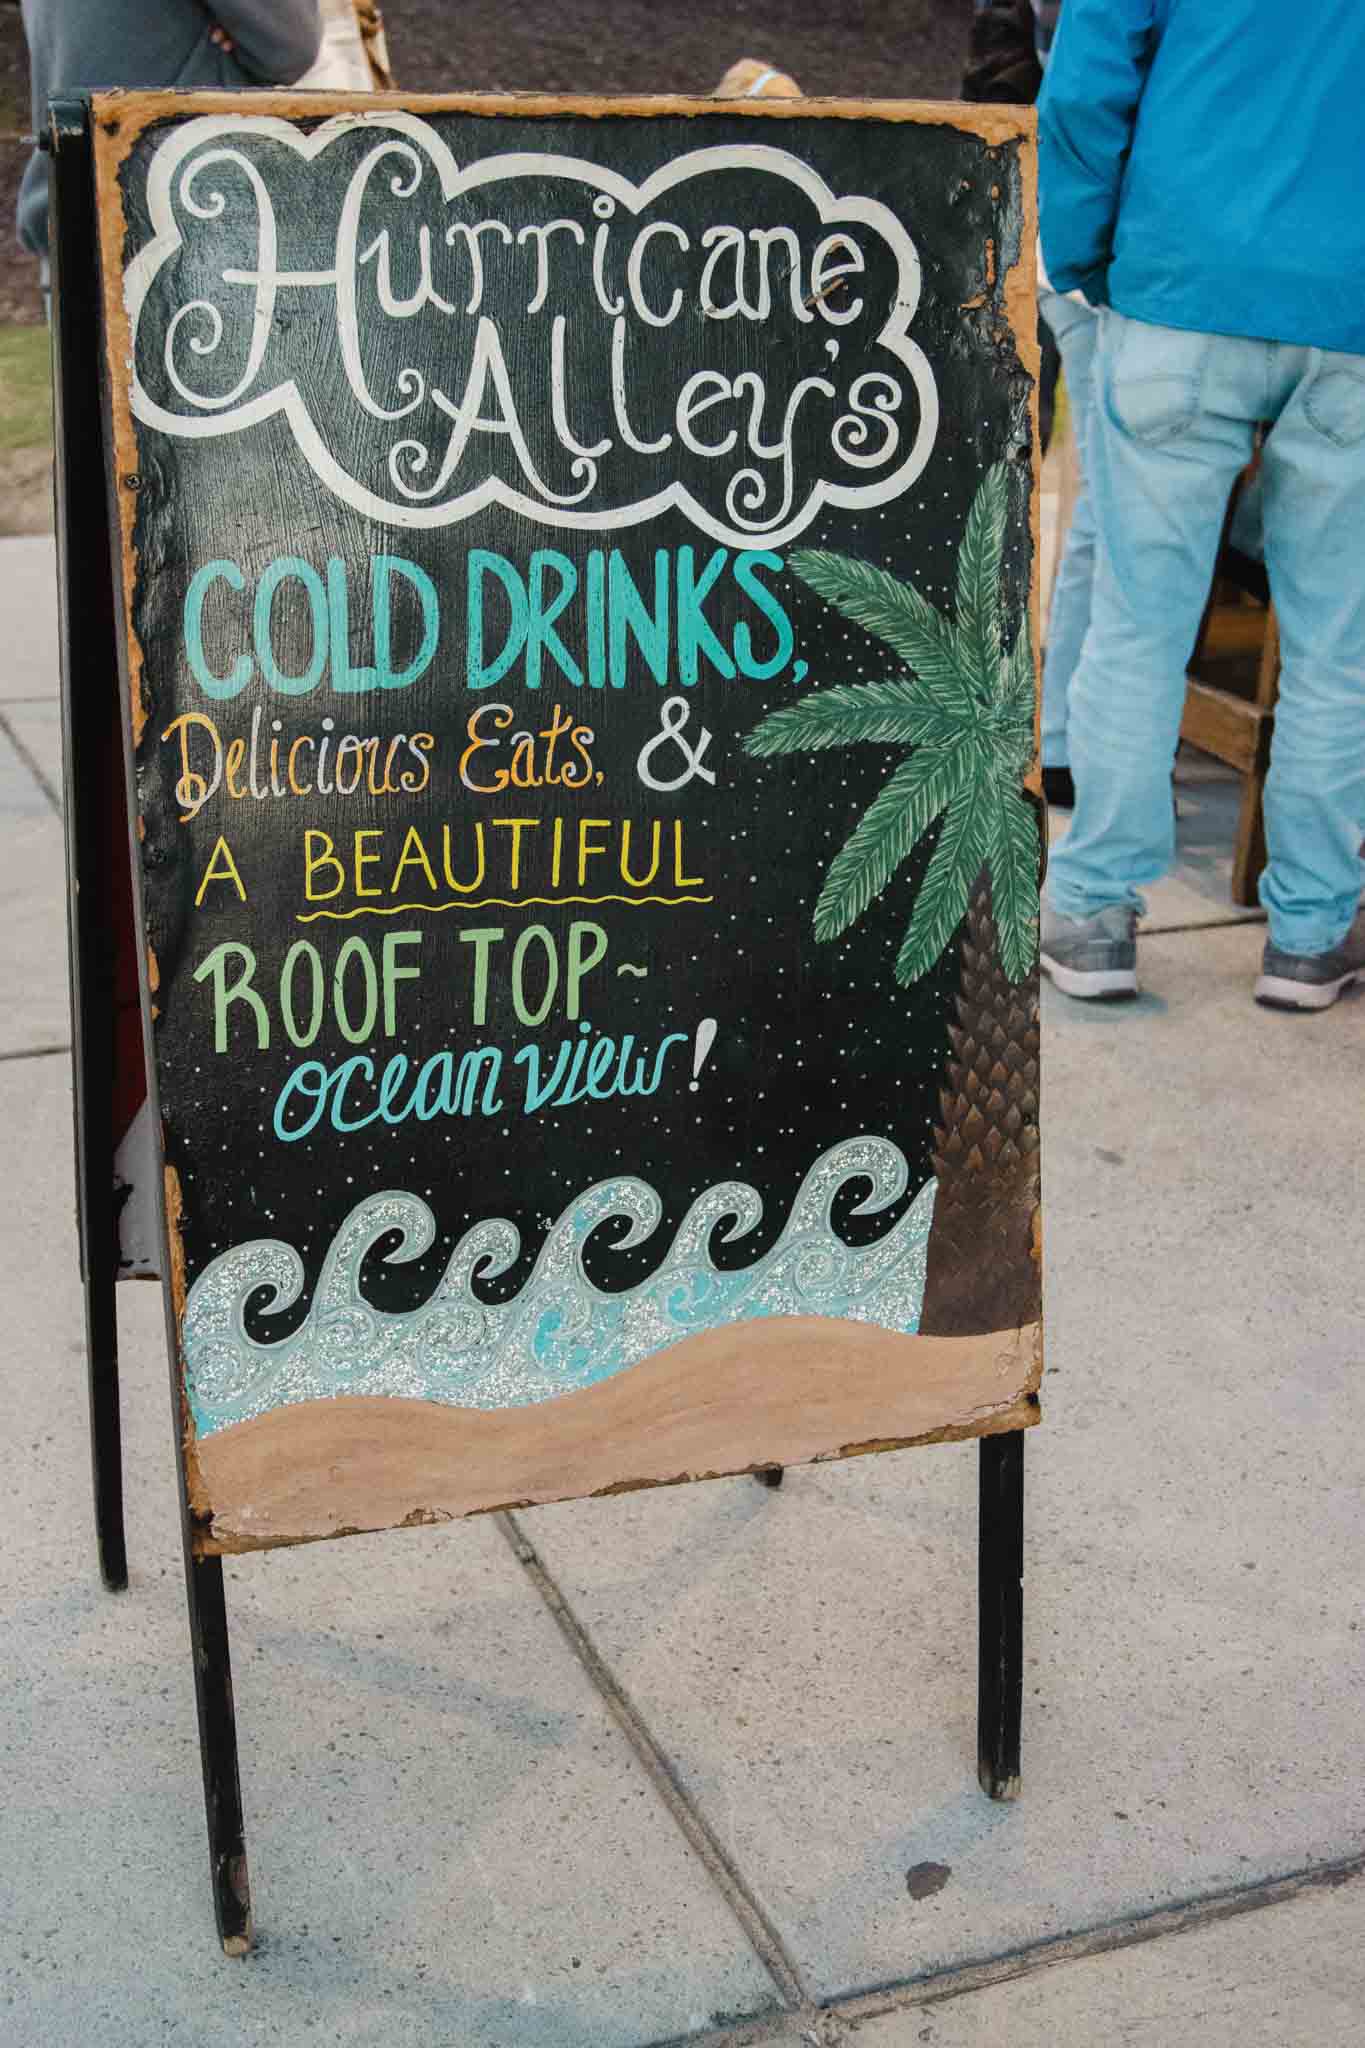 Hurricane
Alley's
COLD DRINKS,
Delicious Eats, &
A BEAUTIFUL
ROOF TOP~
ocean view!